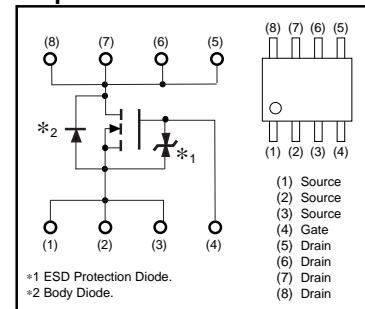 (8) (7) (6) (5)
(8) (7) (6) (5)
∗2
∗1
(1) (2) (3) (4)
(1) (2) (3) (4)
(1) Source
(2) Source
(3) Source
(4) Gate
(5) Drain
(6) Drain
(7) Drain
(8) Drain
∗1 ESD Protection Diode.
∗2 Body Diode.